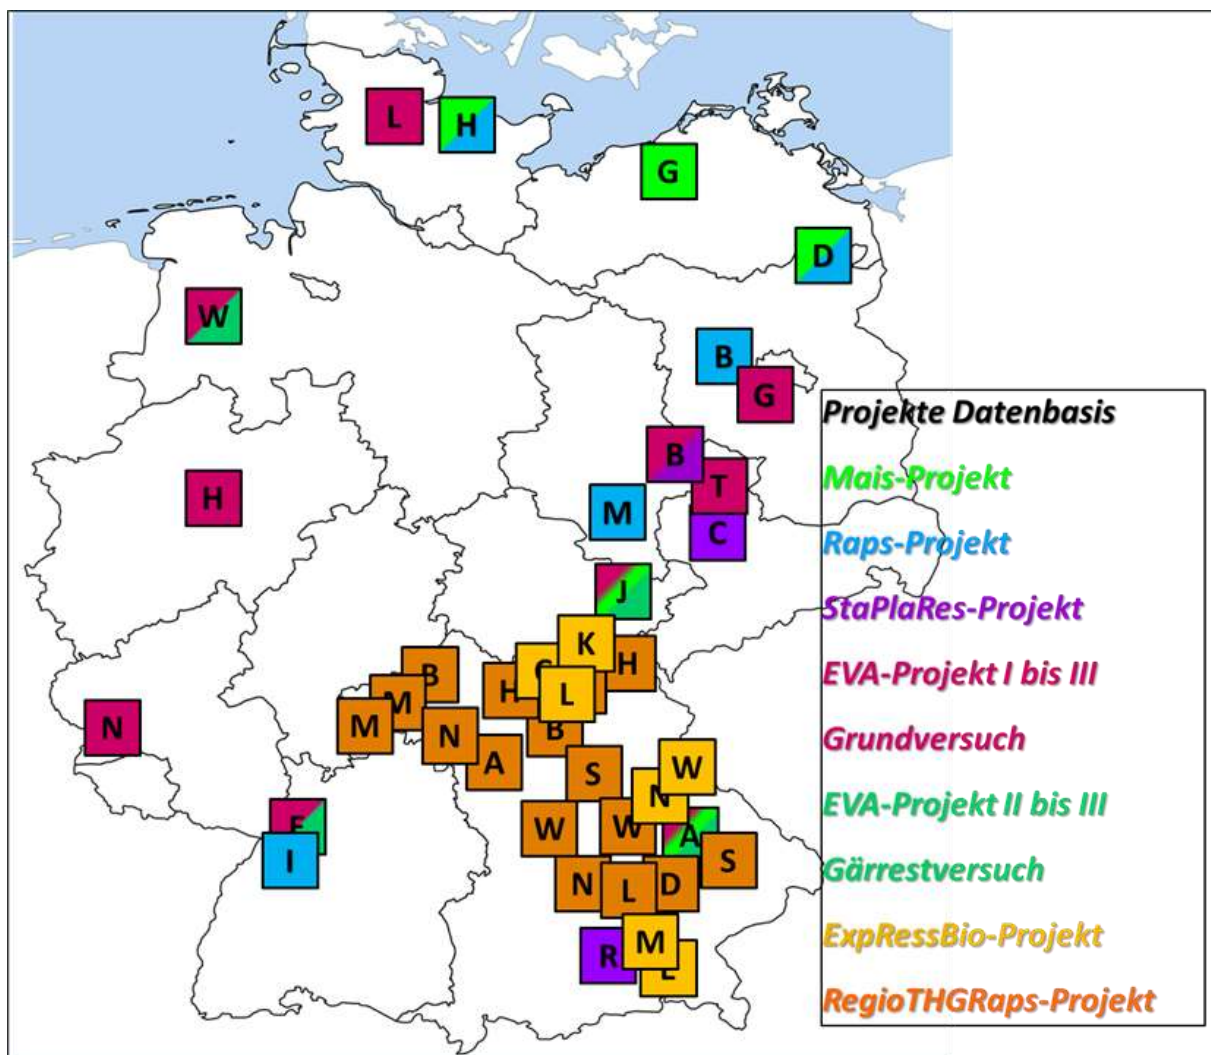 L
H
G
D
W
B
G
B
T
H
M
C
J
K
H
B
H
L
M
N
M
N
B
A
S
W
N
W
W
A
S
I
N
L
D
M
R
Projekte Datenbasis
Mais-Projekt
Raps-Projekt
StaPlaRes-Projekt
EVA-Projekt I bis III
Grundversuch
EVA-Projekt II bis III
Gärrestversuch
ExpRessBio-Projekt
RegioTHGRaps-Projekt